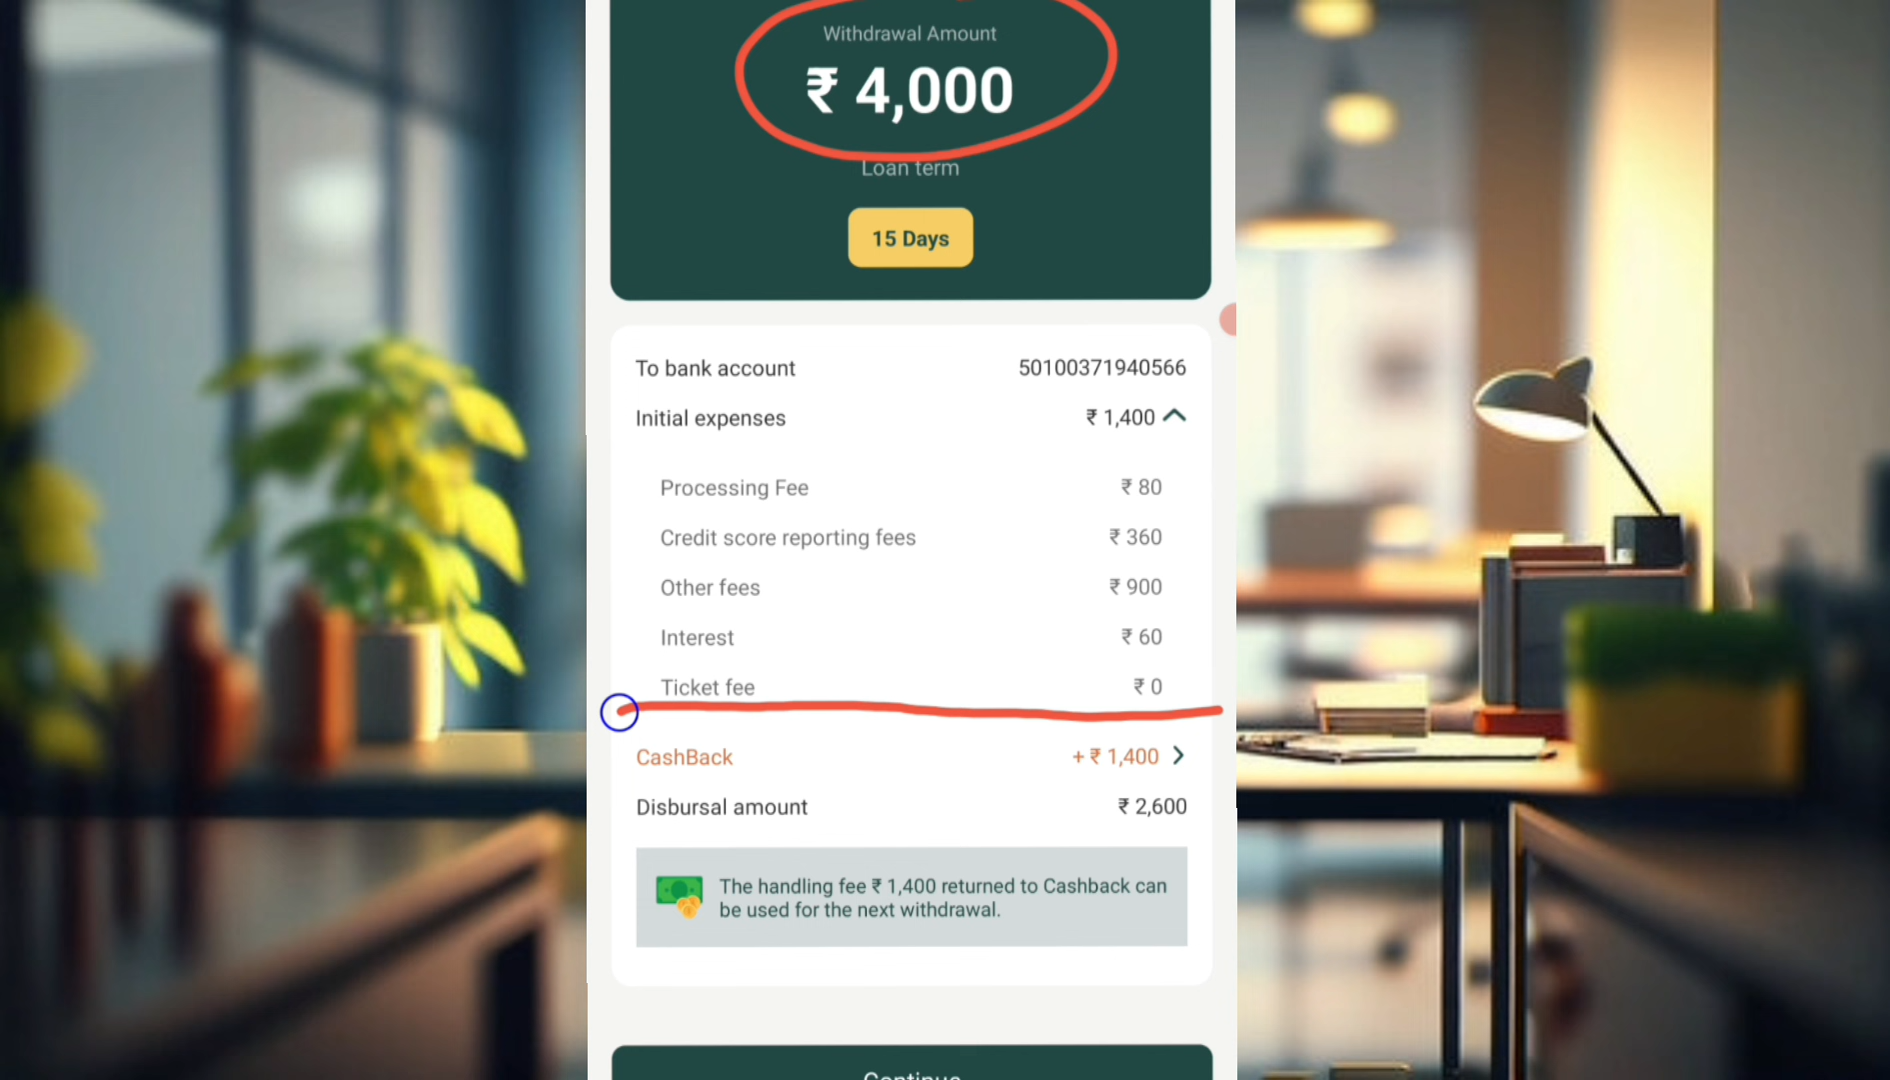 Withdrawal Amount
₹ 4,000
Loan term
15 Days
To bank account 50100371940566
Initial expenses ₹ 1,400
Processing Fee ₹ 80
Credit score reporting fees ₹ 360
Other fees ₹ 900
Interest ₹ 60
Ticket fee ₹ 0
CashBack + ₹ 1,400
Disbursal amount ₹ 2,600
The handling fee ₹ 1,400 returned to Cashback can
be used for the next withdrawal.
Continue